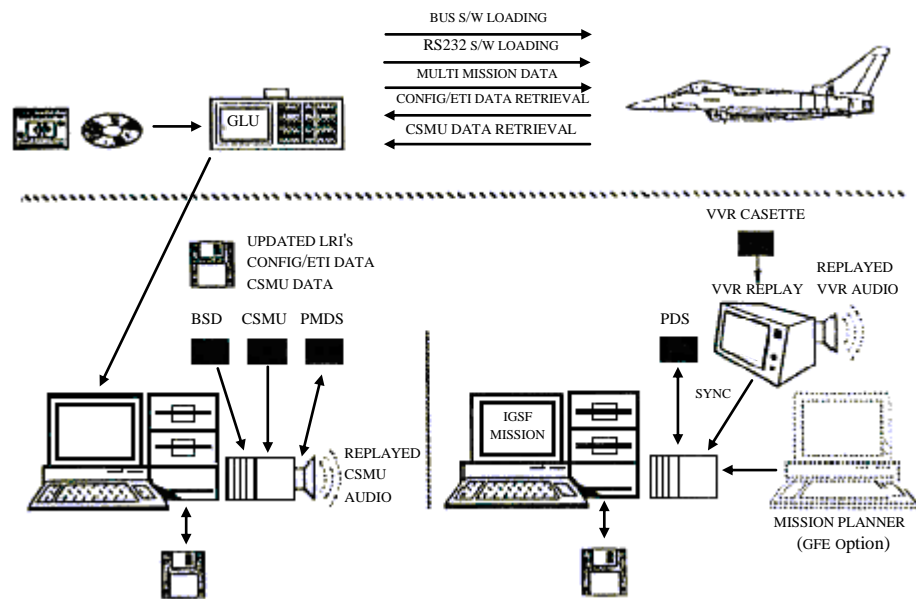 BUS S/W LOADING
RS232 S/W LOADING
MULTI MISSION DATA
CONFIG/ETI DATA RETRIEVAL
CSMU DATA RETRIEVAL
GLU
VVR CASETTE
UPDATED LRI's
CONFIG/ETI DATA
CSMU DATA
VVR REPLAY
REPLAYED
VVR AUDIO
BSD
CSMU
PMDS
PDS
SYNC
IGSF
MISSION
REPLAYED
CSMU
AUDIO
MISSION PLANNER
(GFE Option)